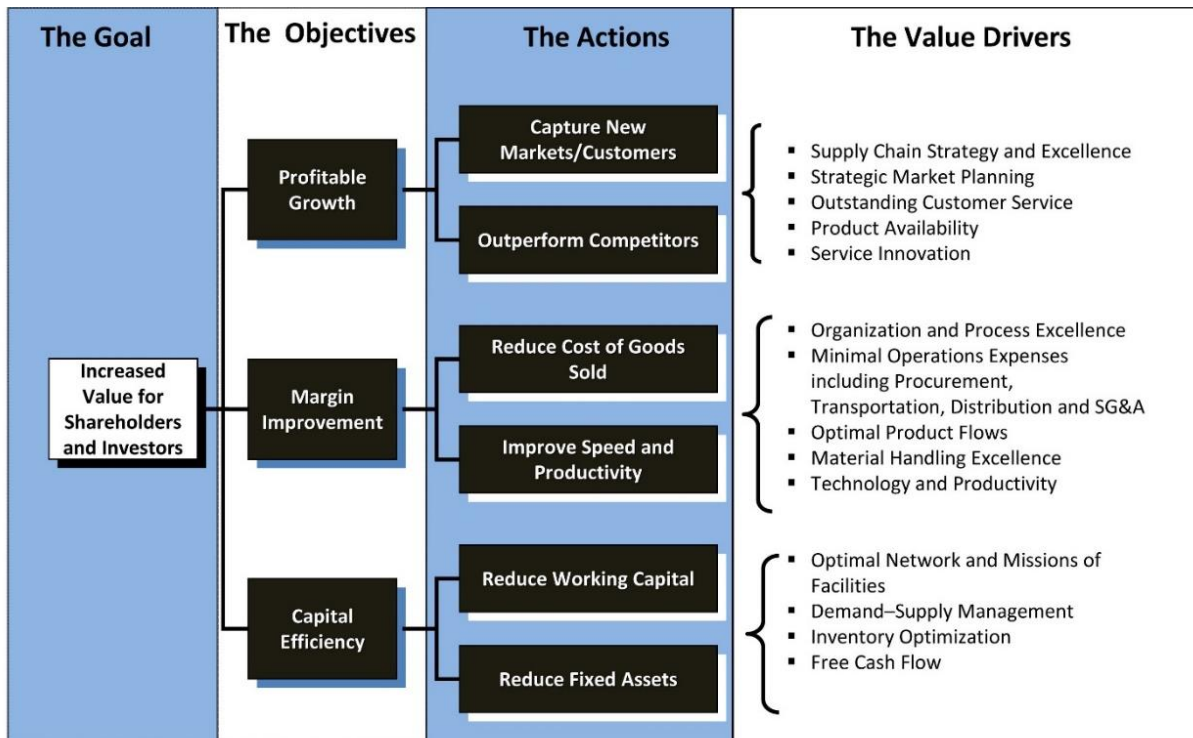 The Goal
The Objectives
The Actions
The Value Drivers
Increased
Value for
Shareholders
and Investors
Profitable
Growth
Capture New
Markets/Customers
Outperform Competitors
▪ Supply Chain Strategy and Excellence
▪ Strategic Market Planning
▪ Outstanding Customer Service
▪ Product Availability
▪ Service Innovation
Margin
Improvement
Reduce Cost of Goods
Sold
Improve Speed and
Productivity
▪ Organization and Process Excellence
▪ Minimal Operations Expenses
including Procurement,
Transportation, Distribution and SG&A
▪ Optimal Product Flows
▪ Material Handling Excellence
▪ Technology and Productivity
Capital
Efficiency
Reduce Working Capital
Reduce Fixed Assets
▪ Optimal Network and Missions of
Facilities
▪ Demand–Supply Management
▪ Inventory Optimization
▪ Free Cash Flow